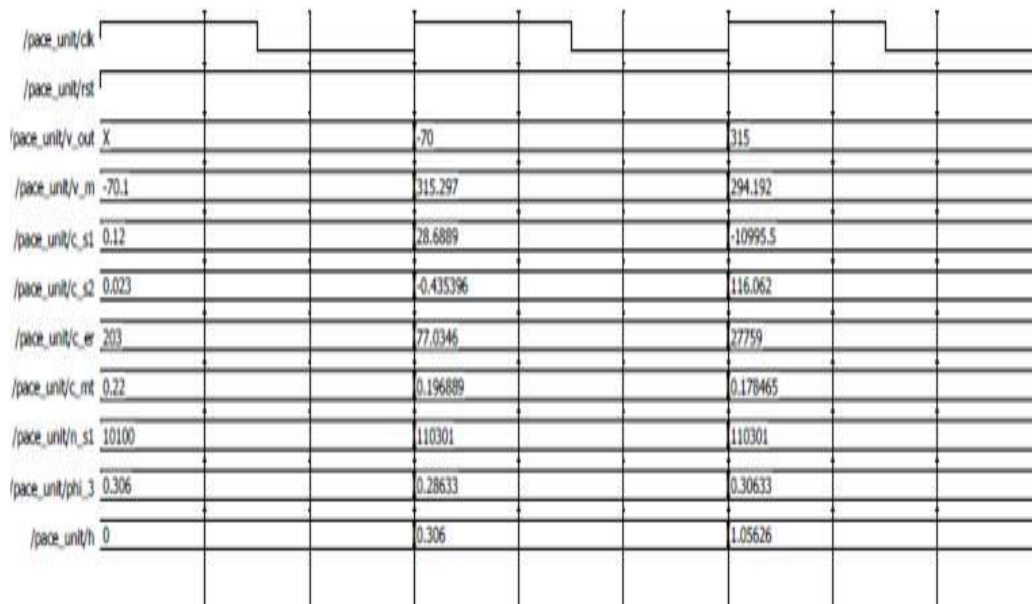 /pace_unit/clk
/pace_unit/rst
/pace_unit/v_out X -70 315
/pace_unit/v_m -70.1 315.297 294.192
/pace_unit/c_s1 0.12 28.6889 -10995.5
/pace_unit/c_s2 0.023 -0.435396 116.062
/pace_unit/c_er 203 77.0346 27759
/pace_unit/c_mt 0.22 0.196889 0.178465
/pace_unit/n_s1 10100 110301 110301
/pace_unit/phi_3 0.306 0.28633 0.30633
/pace_unit/h 0 0.306 1.05626